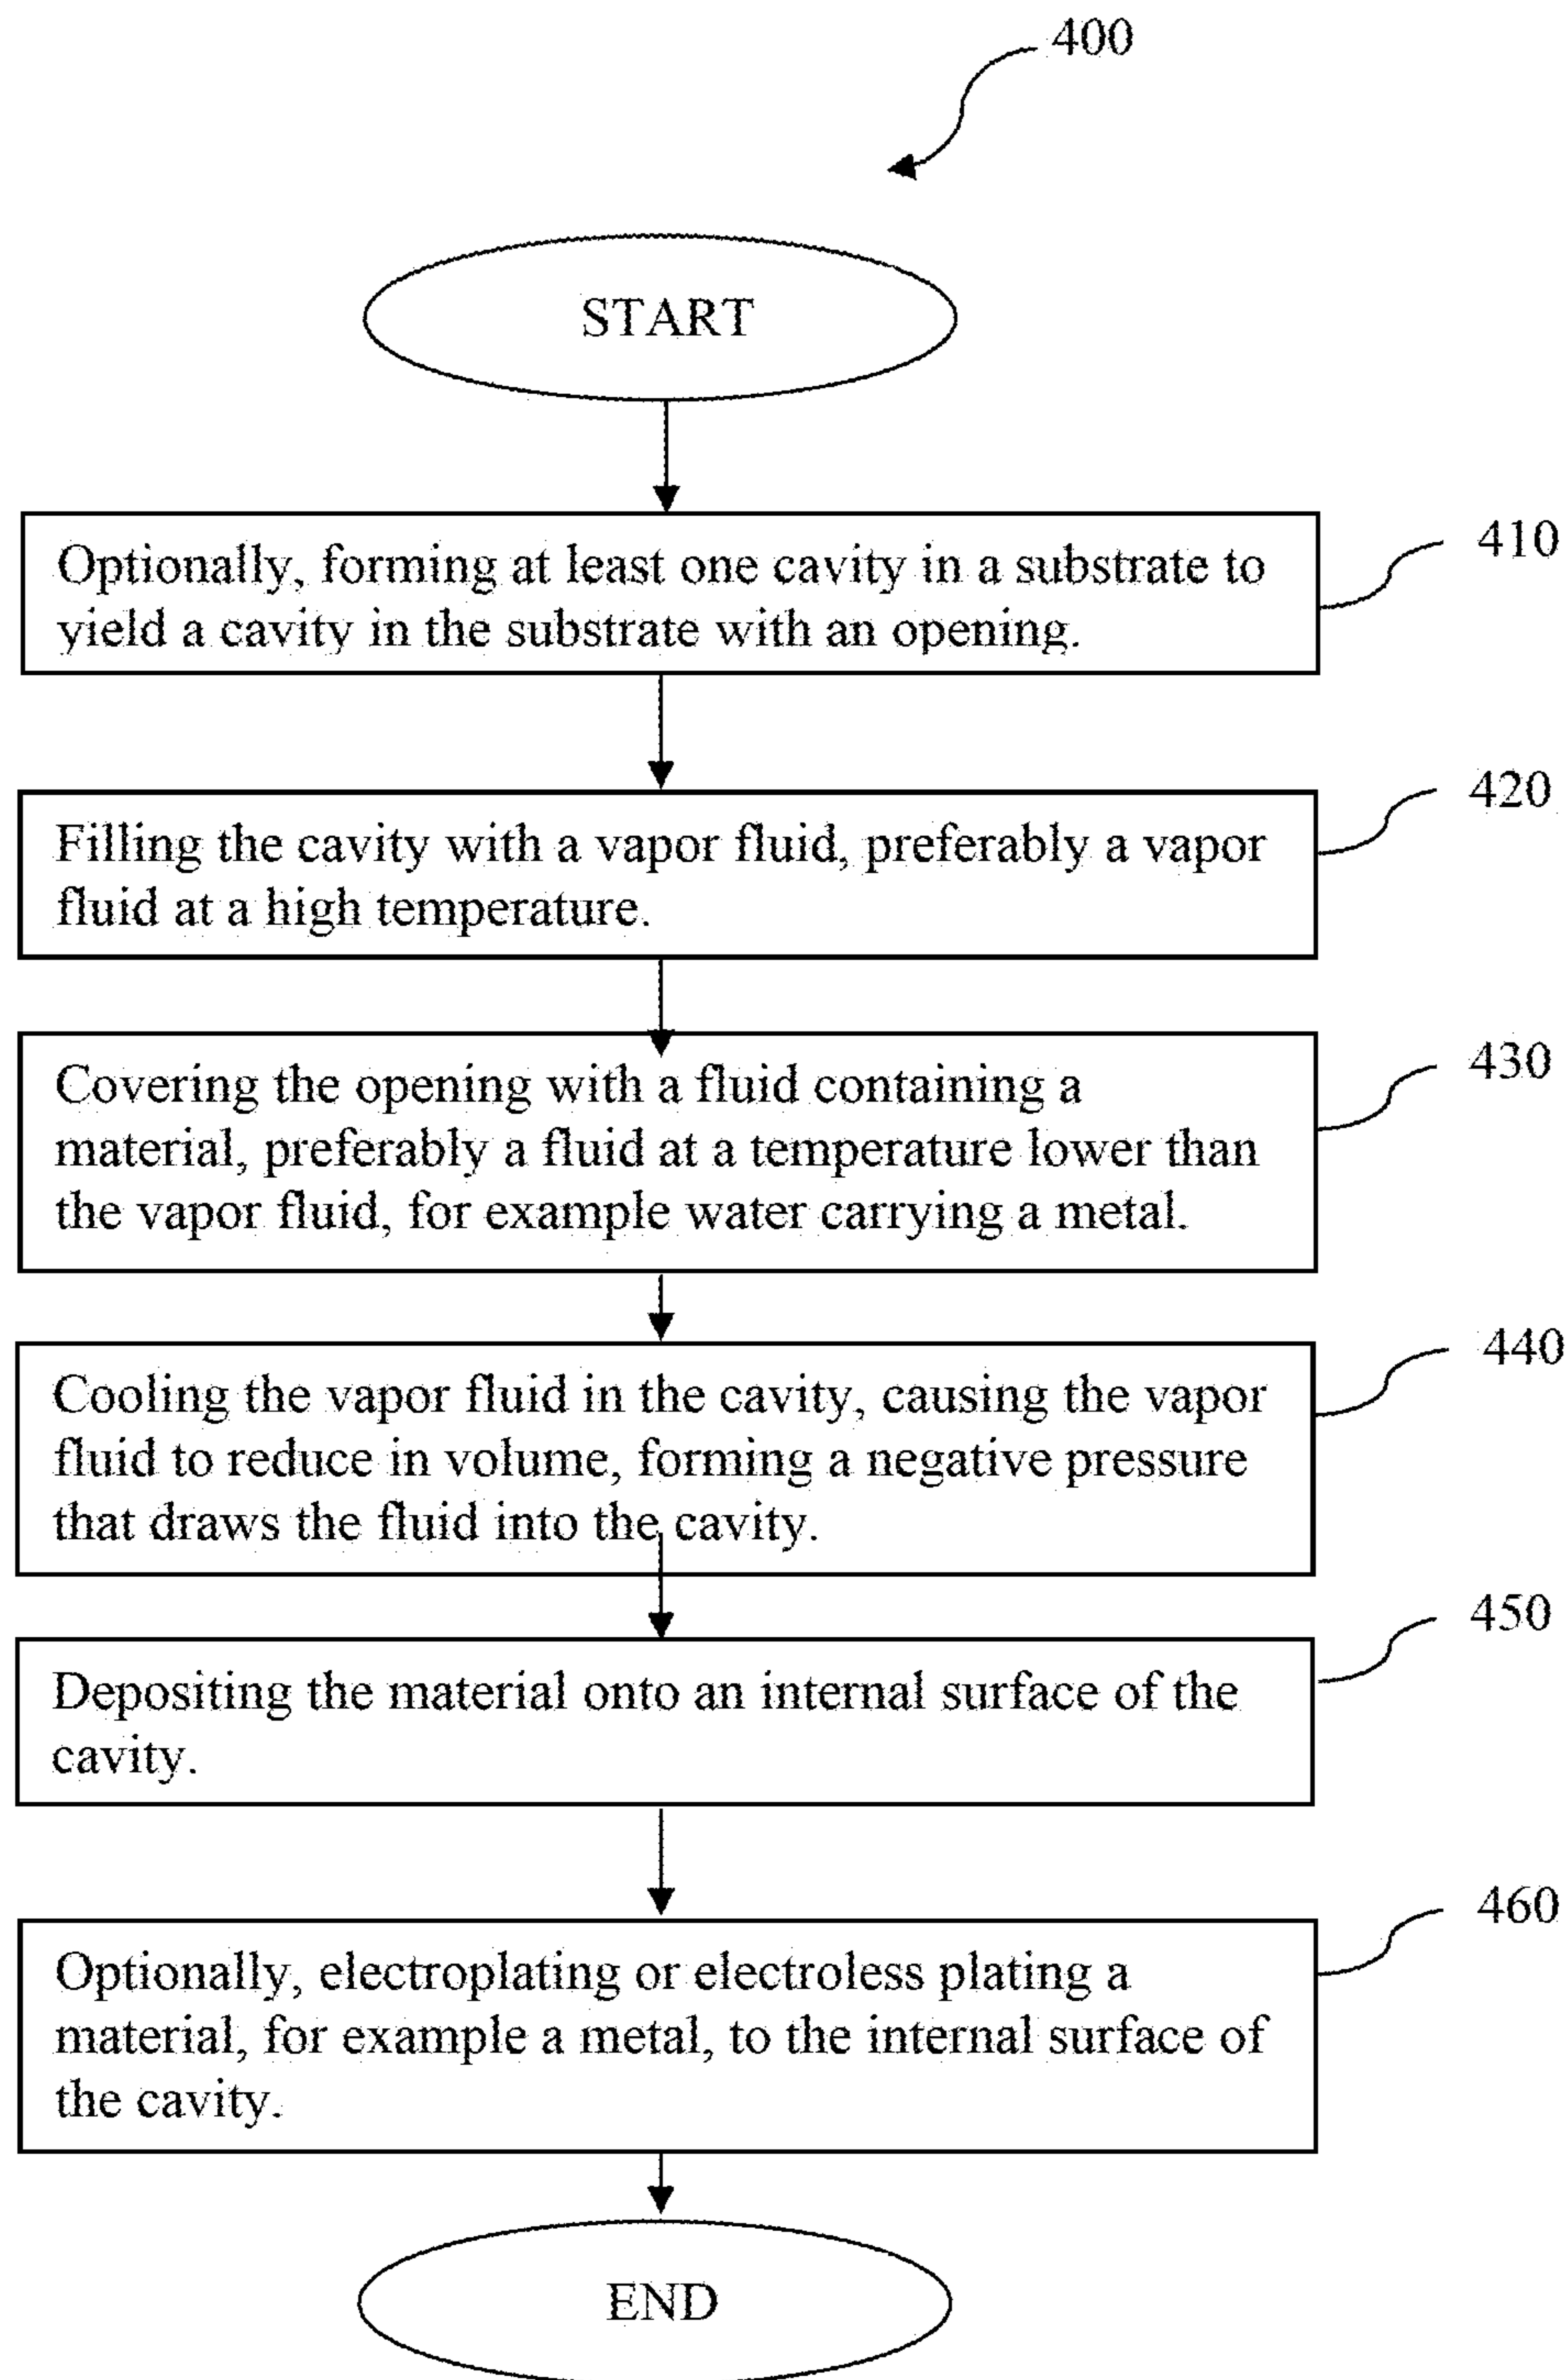 400
START
Optionally, forming at least one cavity in a substrate to
yield a cavity in the substrate with an opening.
410
Filling the cavity with a vapor fluid, preferably a vapor
fluid at a high temperature.
420
Covering the opening with a fluid containing a
material, preferably a fluid at a temperature lower than
the vapor fluid, for example water carrying a metal.
430
Cooling the vapor fluid in the cavity, causing the vapor
fluid to reduce in volume, forming a negative pressure
that draws the fluid into the cavity.
440
Depositing the material onto an internal surface of the
cavity.
450
Optionally, electroplating or electroless plating a
material, for example a metal, to the internal surface of
the cavity.
460
END